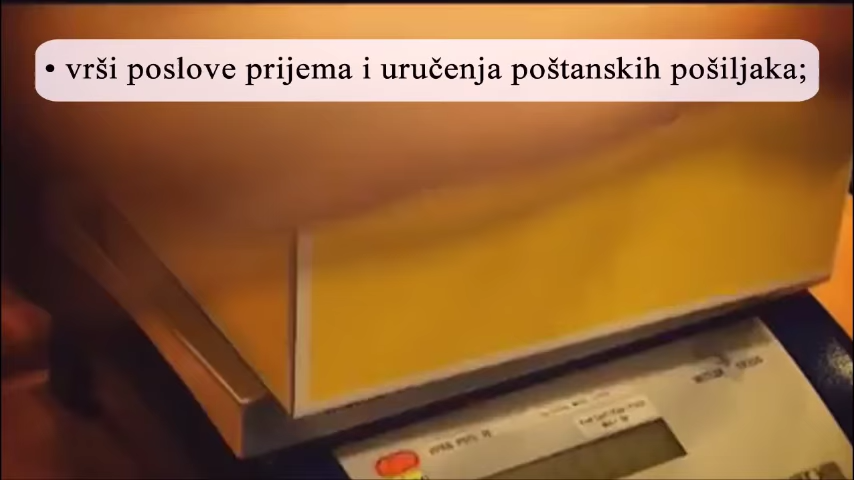 • vrši poslove prijema i uručenja poštanskih pošiljaka;